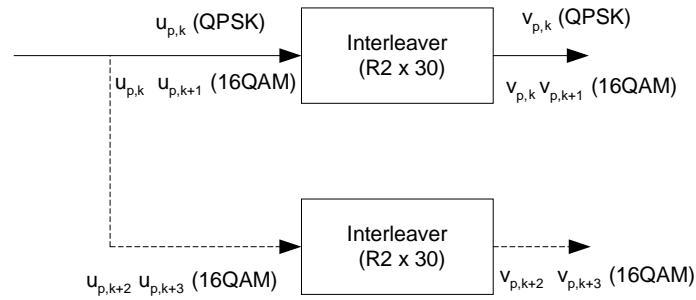 u_{p,k} (QPSK)
Interleaver
(R2 x 30)
v_{p,k} (QPSK)
u_{p,k} u_{p,k+1} (16QAM)
v_{p,k} v_{p,k+1} (16QAM)
Interleaver
(R2 x 30)
u_{p,k+2} u_{p,k+3} (16QAM)
v_{p,k+2} v_{p,k+3} (16QAM)